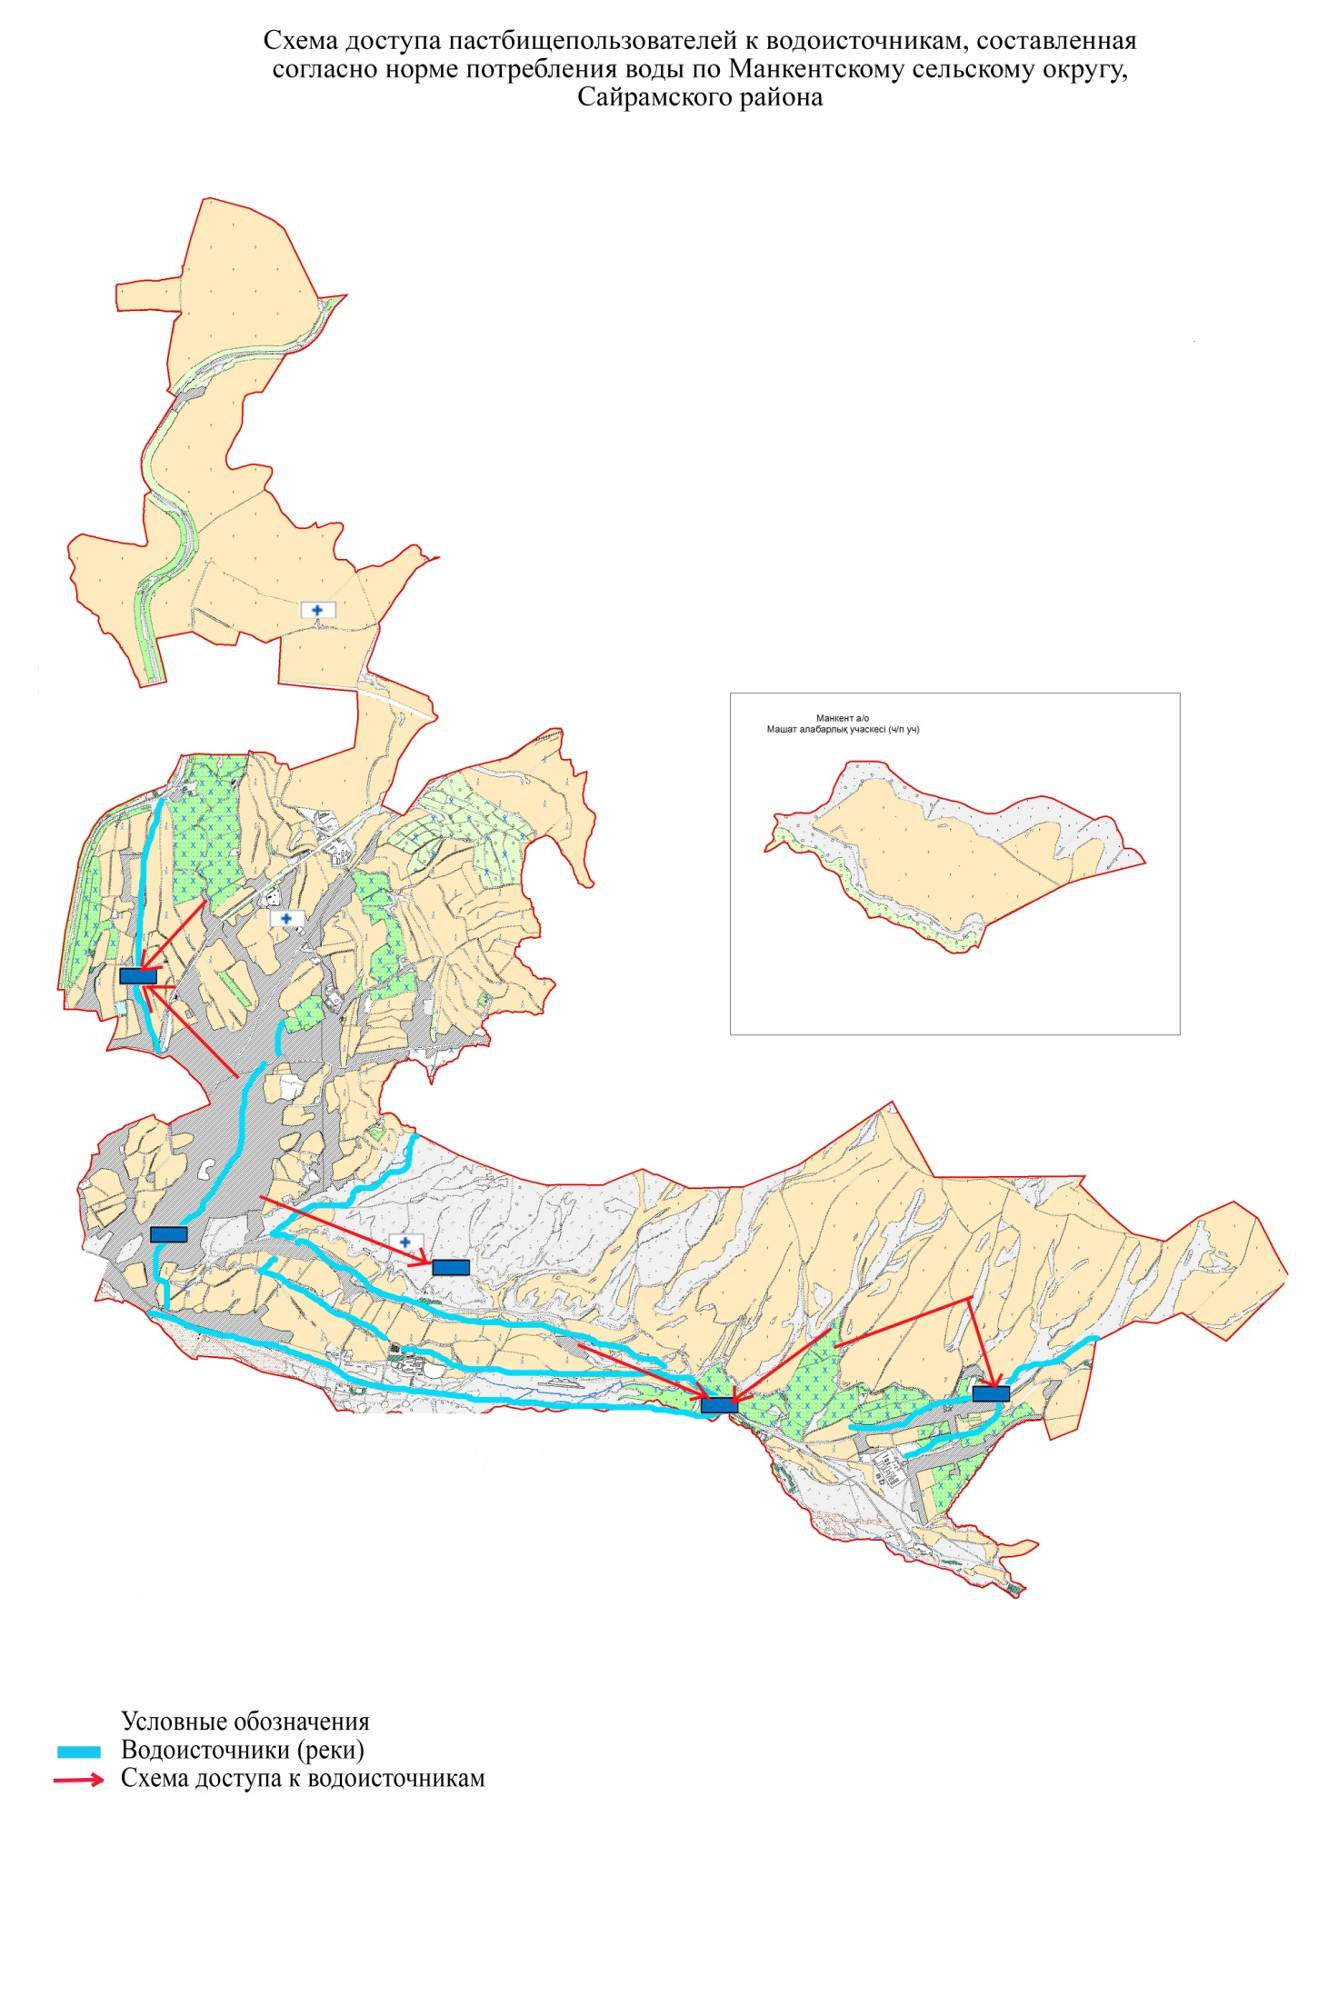 Схема доступа пастбищепользователей к водоисточникам, составленная
согласно норме потребления воды по Манкентскому сельскому округу,
Сайрамского района
Манкент а/о
Машат алабарлық учаскесі (ч/п уч)
Условные обозначения
Водоисточники (реки)
Схема доступа к водоисточникам